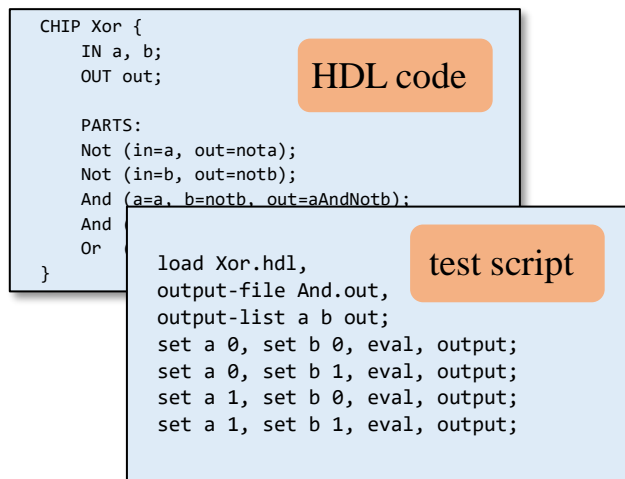 CHIP Xor {
IN a, b;
OUT out;
HDL code
PARTS:
Not (in=a, out=nota);
Not (in=b, out=notb);
And (a=a, b=notb, out=aAndNotb);
And (
Or (
}
test script
load Xor.hdl,
output-file And.out,
output-list a b out;
set a 0, set b 0, eval, output;
set a 0, set b 1, eval, output;
set a 1, set b 0, eval, output;
set a 1, set b 1, eval, output;